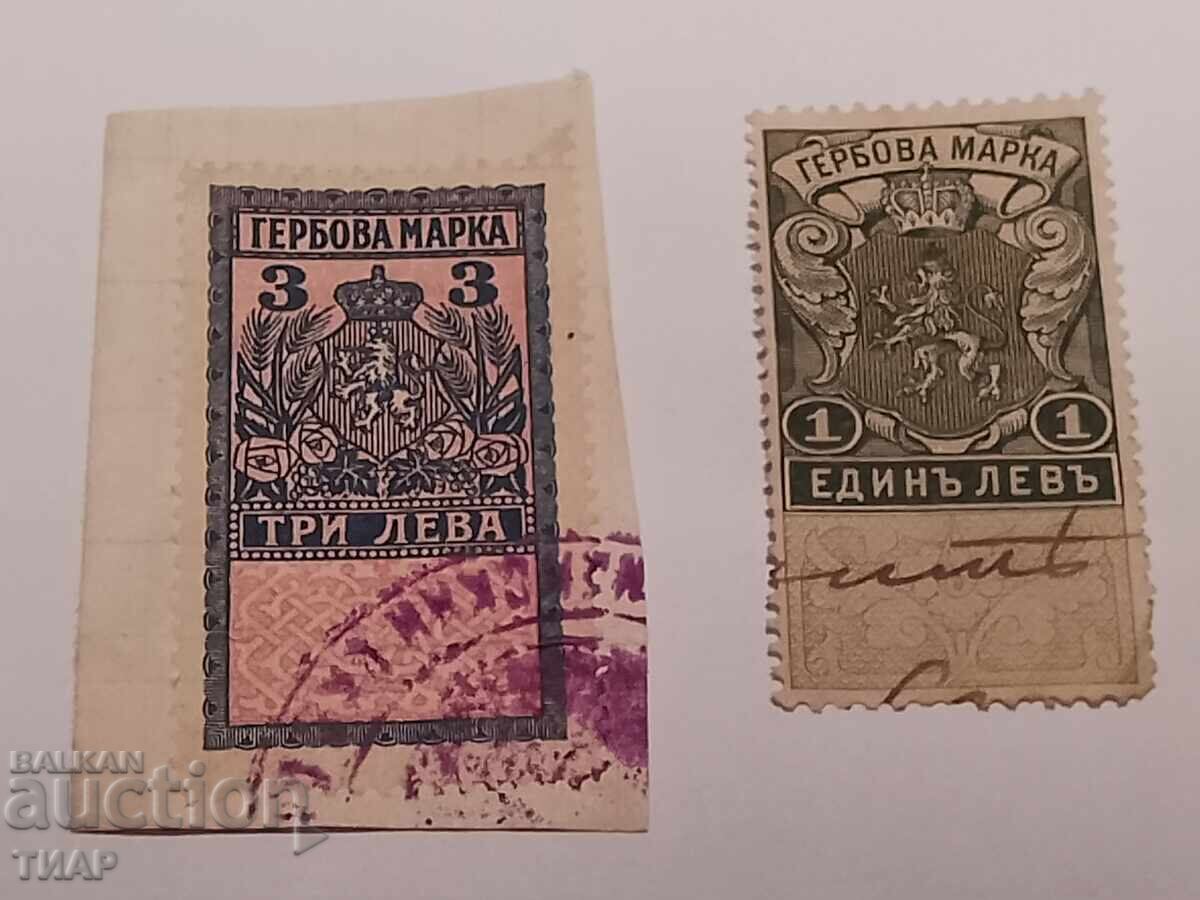 ГЕРБОВА МАРКА
3 3
ТРИ ЛЕВА
ГЕРБОВА МАРКА
1 1
ЕДИНЪ ЛЕВЪ
BALKAN
auction
ТИАР